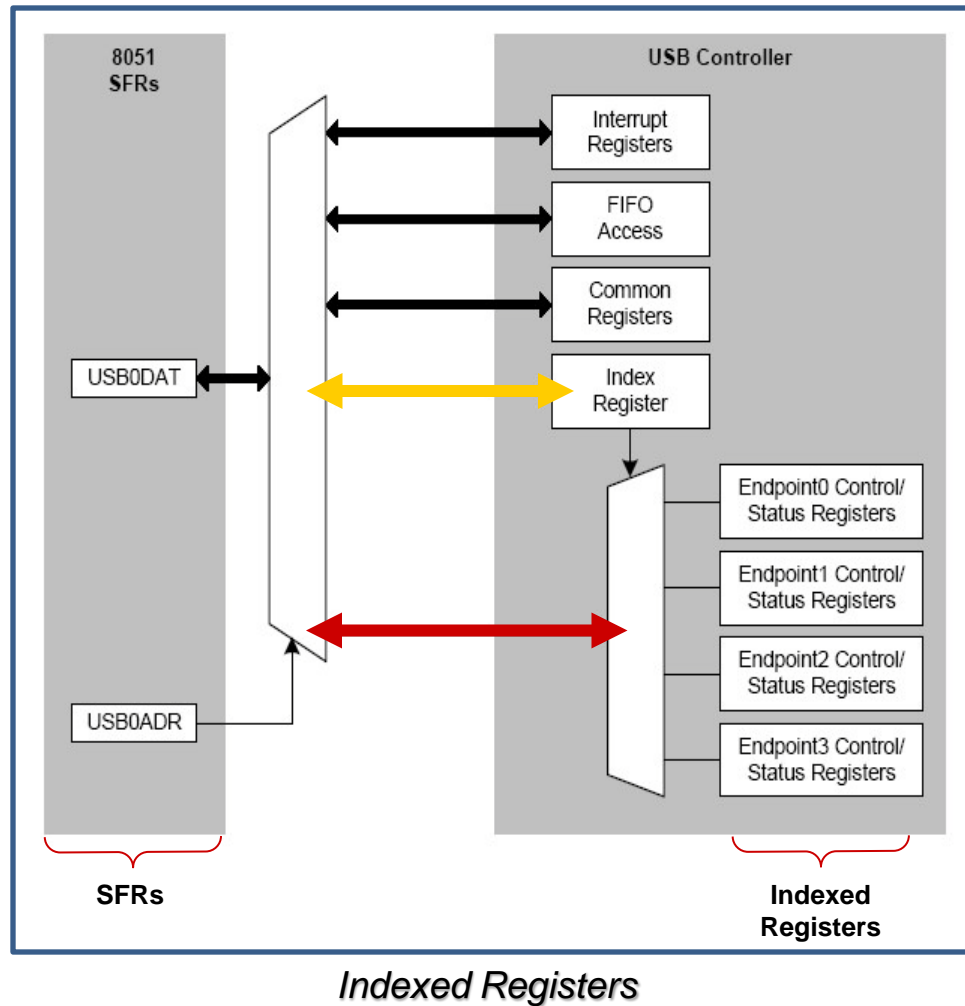 8051
SFRs
USB Controller
Interrupt
Registers
FIFO
Access
Common
Registers
USB0DAT
Index
Register
Endpoint0 Control/
Status Registers
Endpoint1 Control/
Status Registers
Endpoint2 Control/
Status Registers
USB0ADR
Endpoint3 Control/
Status Registers
SFRs
Indexed
Registers
Indexed Registers